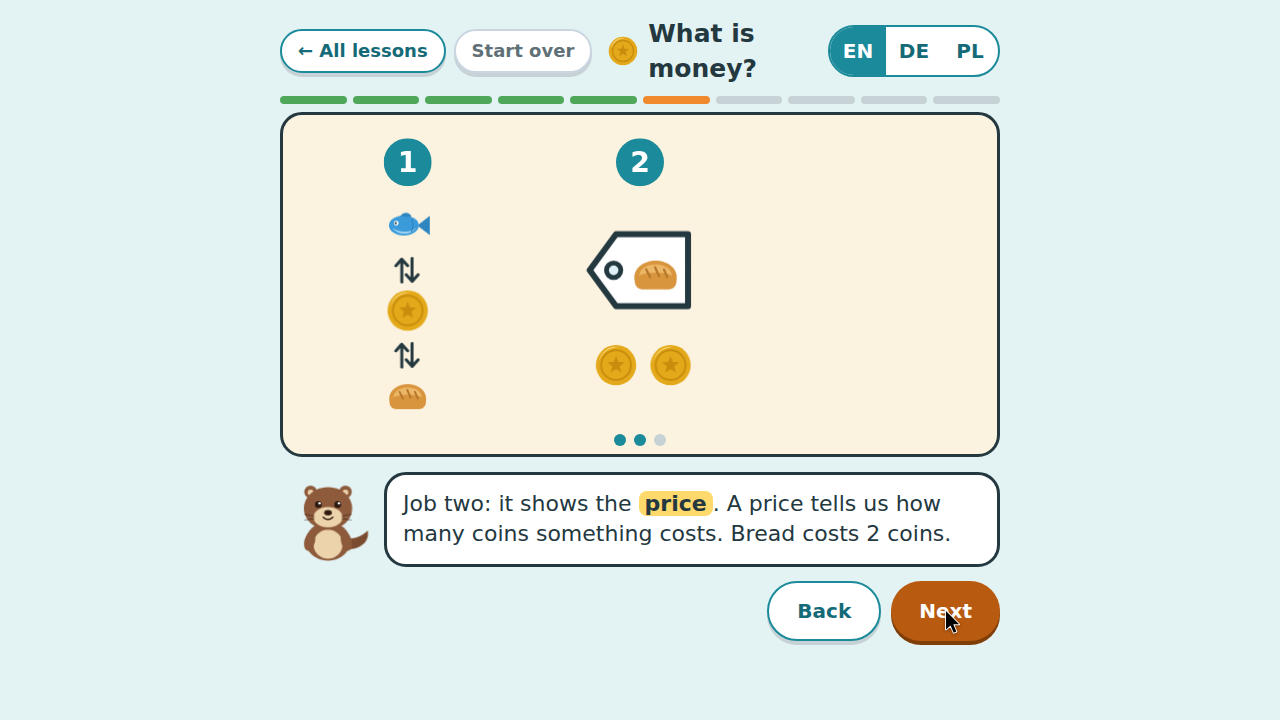 ← All lessons
Start over
What is
money?
EN
DE
PL
1
2
Job two: it shows the price. A price tells us how
many coins something costs. Bread costs 2 coins.
Back
Next